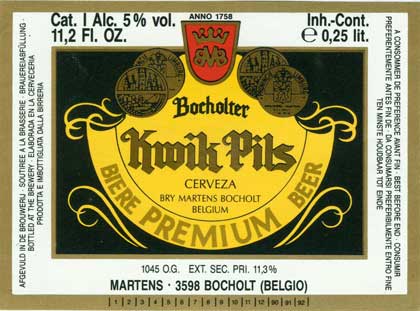 Cat. I Alc. 5% vol.
11,2 Fl. OZ.
ANNO 1758
Inh.-Cont.
e 0,25 lit.
Bocholter
Kwik Pils
CERVEZA
BRY MARTENS BOCHOLT
BELGIUM
BIERE PREMIUM BEER
1045 O.G. EXT. SEC. PRI. 11,3%
MARTENS · 3598 BOCHOLT (BELGIO)
1 2 3 4 5 6 7 8 9 10 11 12 90 91 92
AFGEVULD IN DE BROUWERIJ - SOUTIREE A LA BRASSERIE - BRAUEREIABFÜLLUNG -
BOTTLED AT THE BREWERY - ELABORADA EN LA CERVECERIA
PRODOTTA E IMBOTTIGLIATA DALLA BIRRERIA
A CONSOMMER DE PREFERENCE AVANT FIN - BEST BEFORE END - CONSUMIR
PREFERENTEMENTE ANTES FIN DE - DA CONSUMARSI PREFERIBILMENTE ENTRO FINE
TEN MINSTE HOUDBAAR TOT EINDE